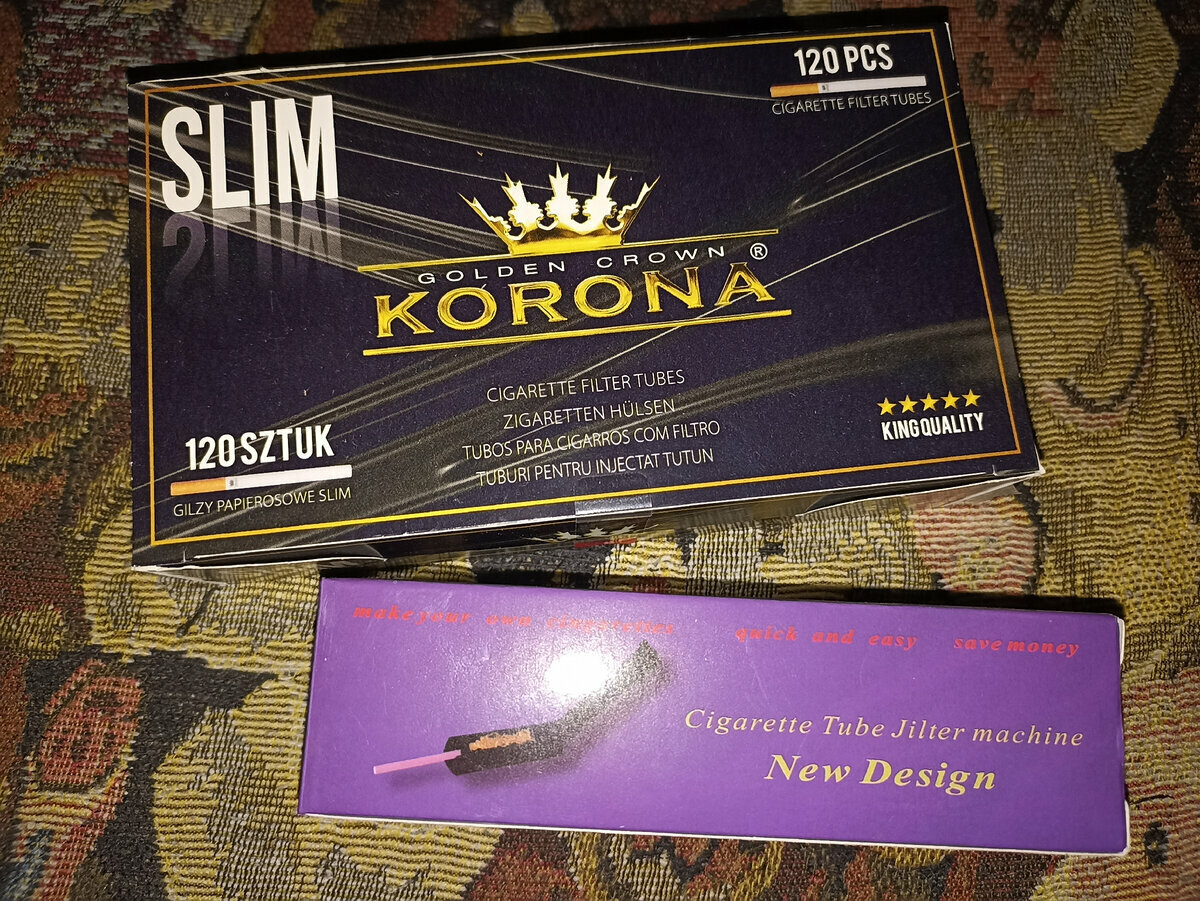 120 PCS
CIGARETTE FILTER TUBES
SLIM
GOLDEN CROWN ®
KORONA
CIGARETTE FILTER TUBES
ZIGARETTEN HÜLSEN
TUBOS PARA CIGARROS COM FILTRO
TUBURI PENTRU INJECTAT TUTUN
KING QUALITY
120 SZTUK
GILZY PAPIEROSOWE SLIM
make your own quick and easy save money
Cigarette Tube Jilter machine
New Design